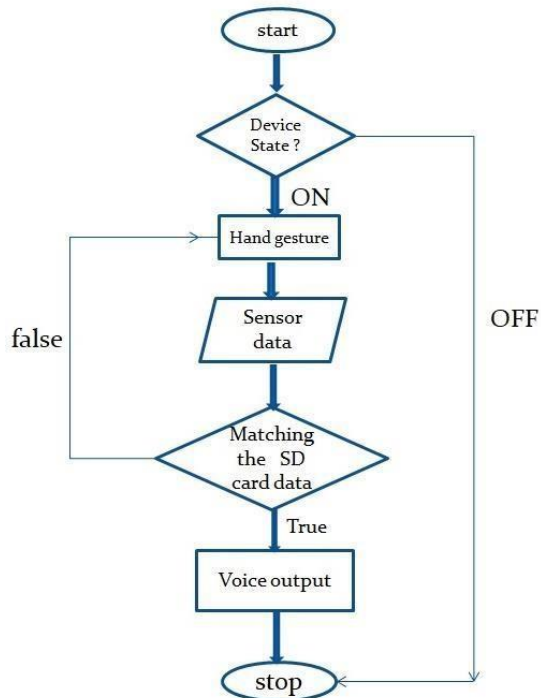 start
Device
State ?
ON
Hand gesture
Sensor
data
false
OFF
Matching
the SD
card data
True
Voice output
stop